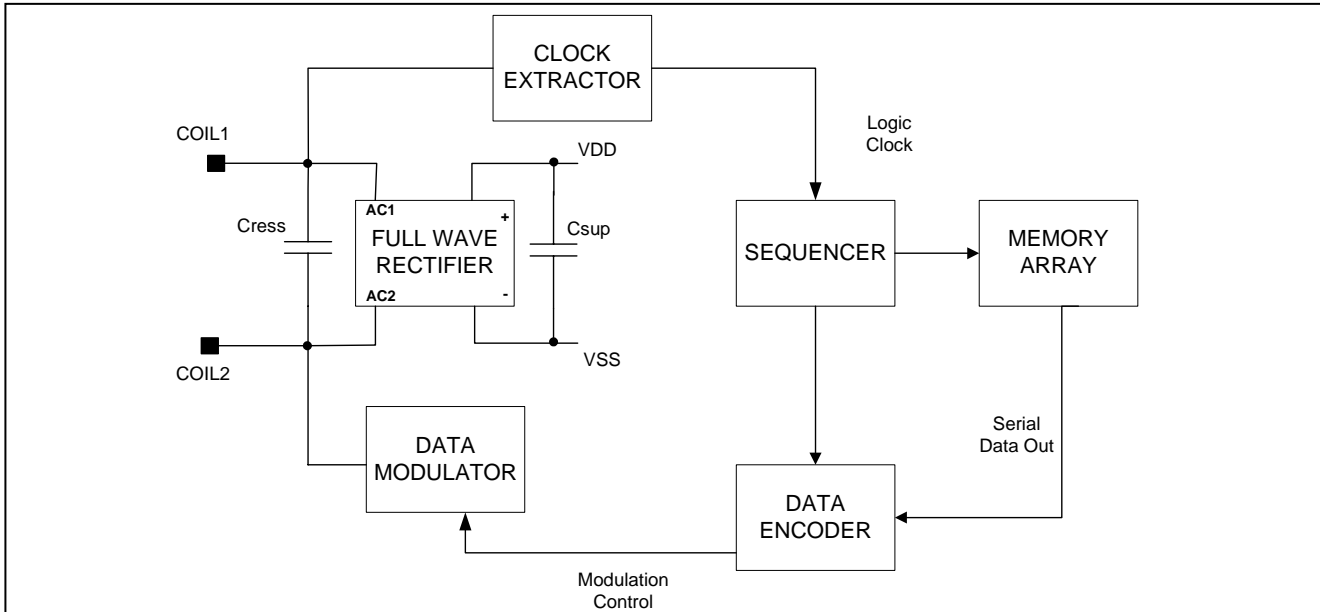 CLOCK
EXTRACTOR
COIL1
Logic
Clock
VDD
AC1
+
Cress
FULL WAVE
RECTIFIER
Csup
SEQUENCER
MEMORY
ARRAY
AC2
-
COIL2
VSS
DATA
MODULATOR
Serial
Data Out
DATA
ENCODER
Modulation
Control